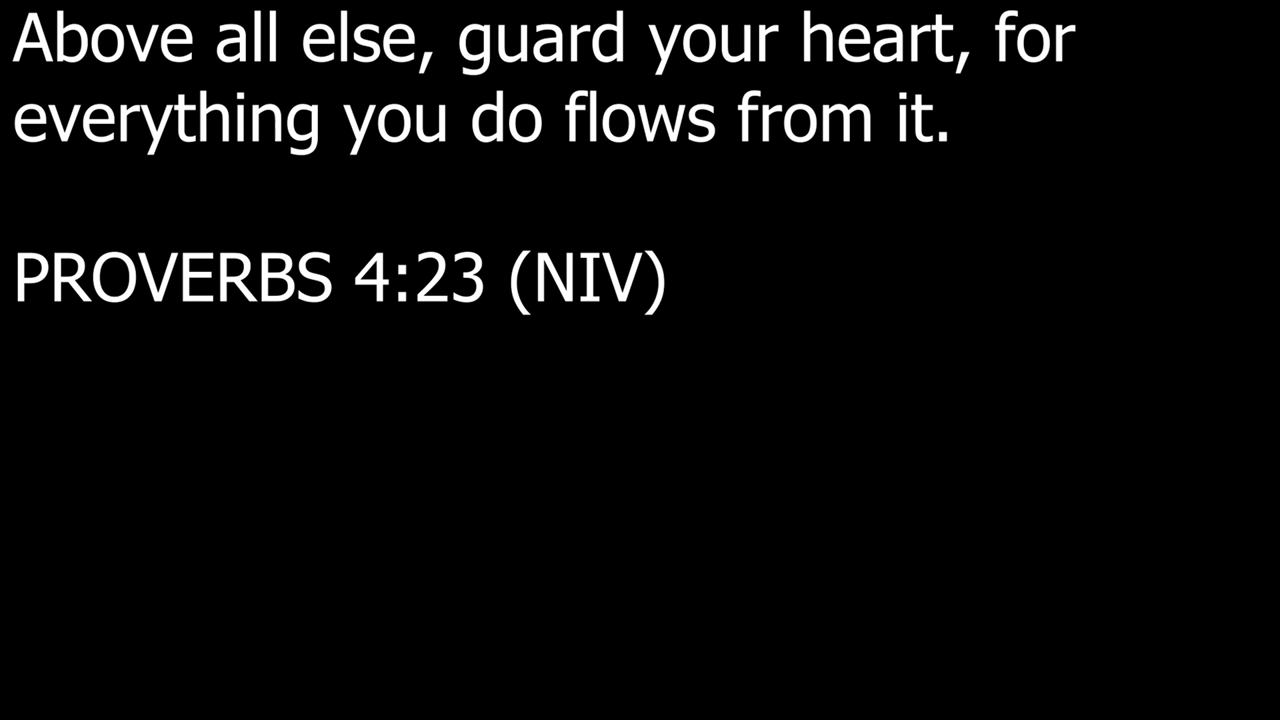 Above all else, guard your heart, for
everything you do flows from it.
PROVERBS 4:23 (NIV)